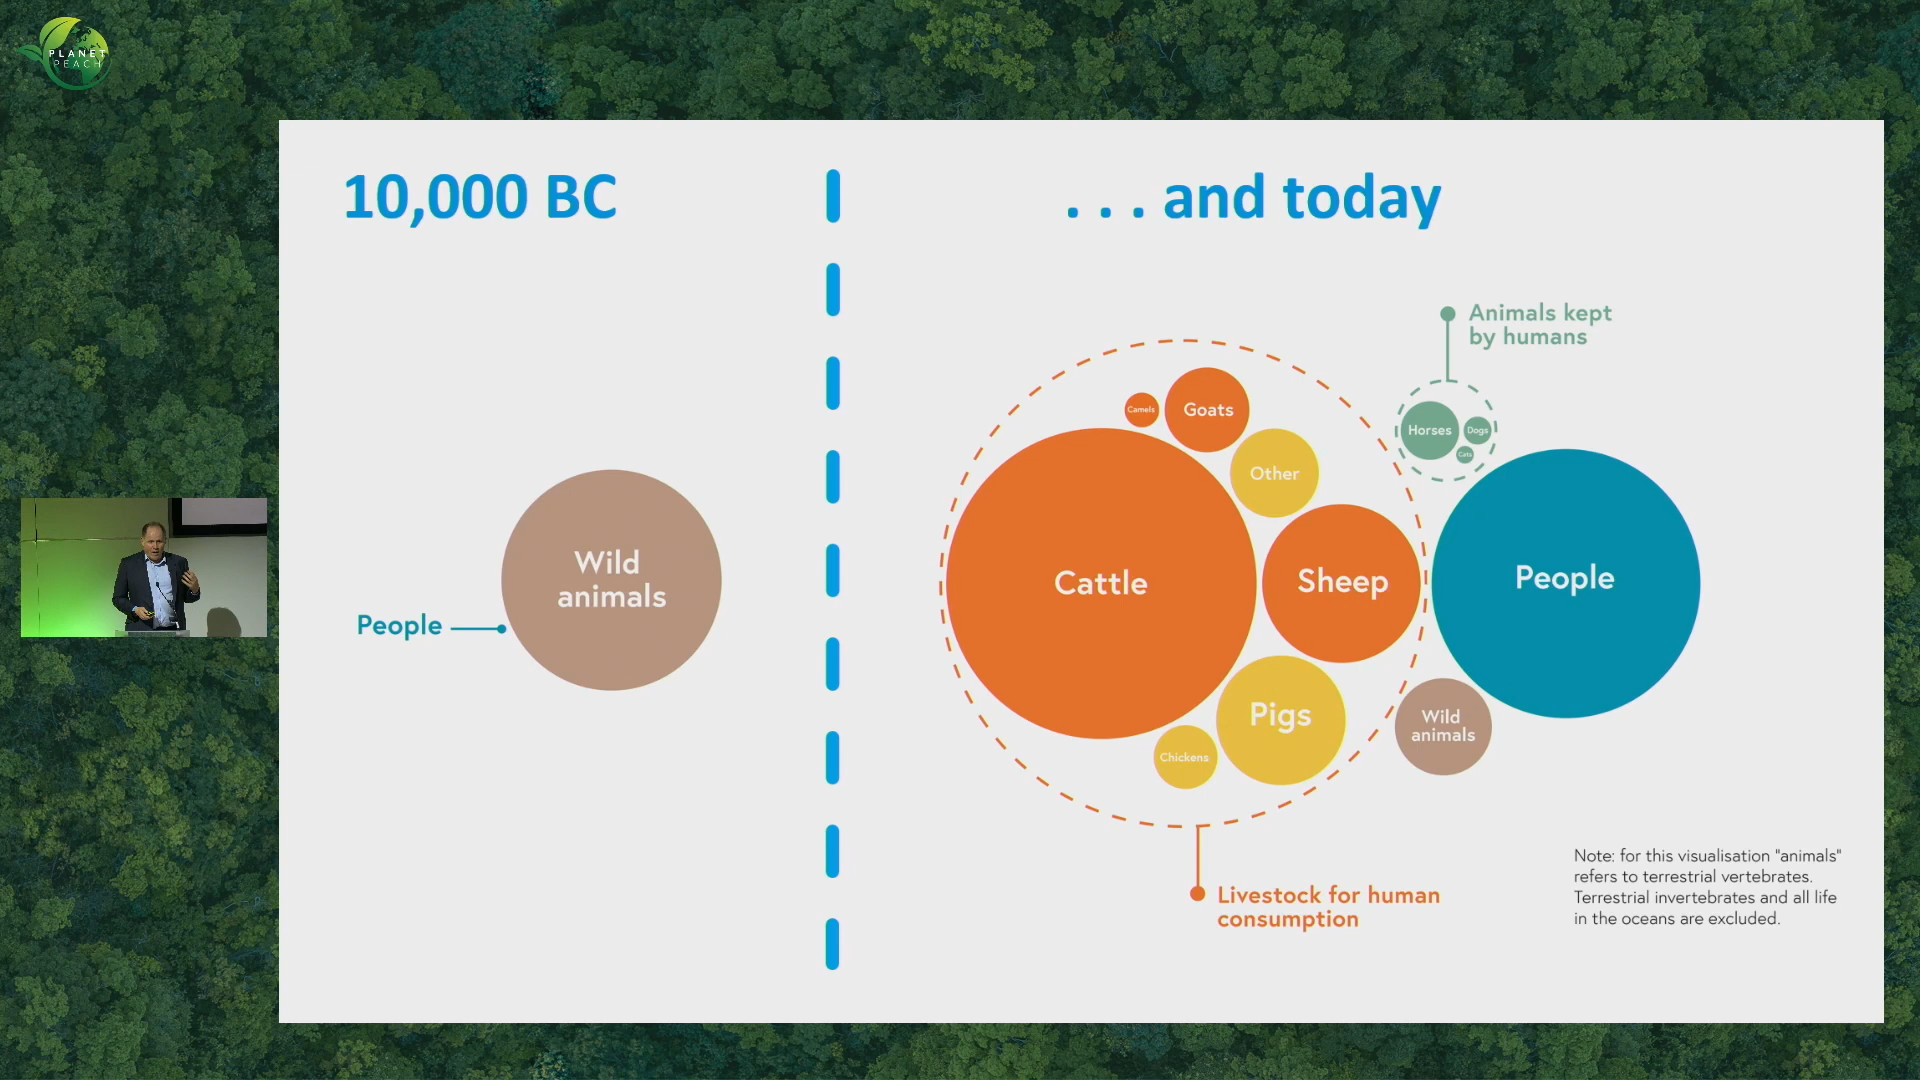 PLANET
PEACH
10,000 BC
. . . and today
Animals kept
by humans
Camels
Goats
Horses
Dogs
Cats
Other
Wild
animals
People
Cattle
Sheep
People
Pigs
Wild
animals
Chickens
Livestock for human
consumption
Note: for this visualisation "animals"
refers to terrestrial vertebrates.
Terrestrial invertebrates and all life
in the oceans are excluded.